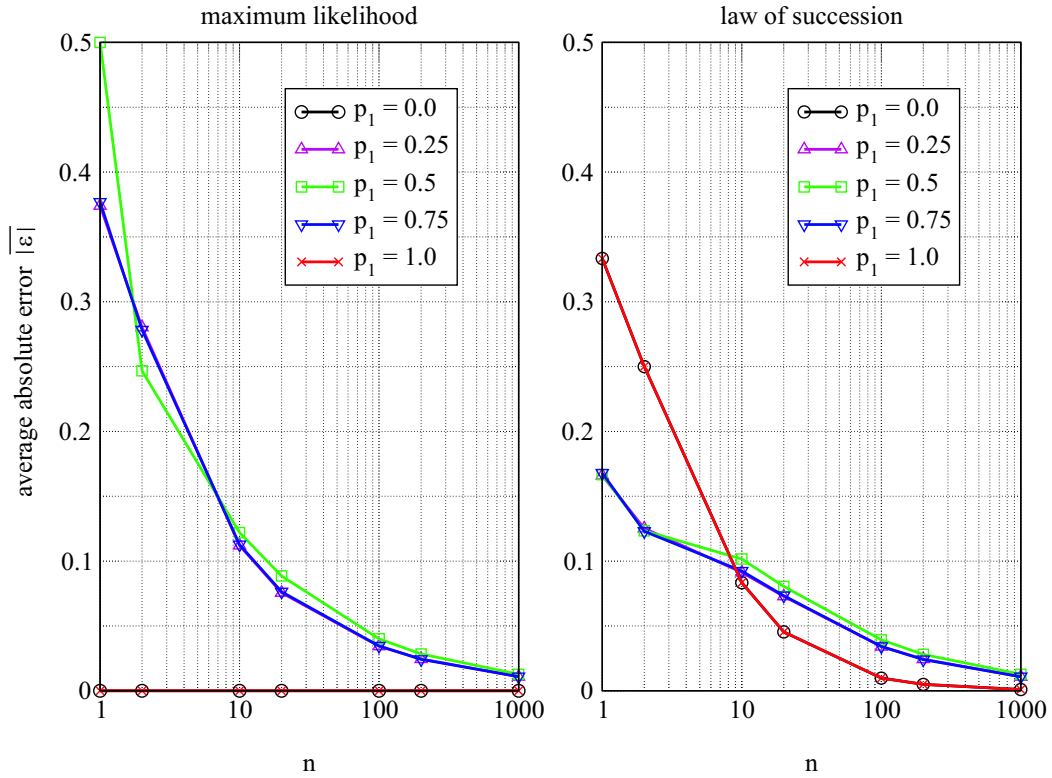 maximum likelihood
law of succession
average absolute error |ε|
0.5
0.4
0.3
0.2
0.1
0
1
10
100
1000
n
p1 = 0.0
p1 = 0.25
p1 = 0.5
p1 = 0.75
p1 = 1.0
0.5
0.4
0.3
0.2
0.1
0
1
10
100
1000
n
p1 = 0.0
p1 = 0.25
p1 = 0.5
p1 = 0.75
p1 = 1.0